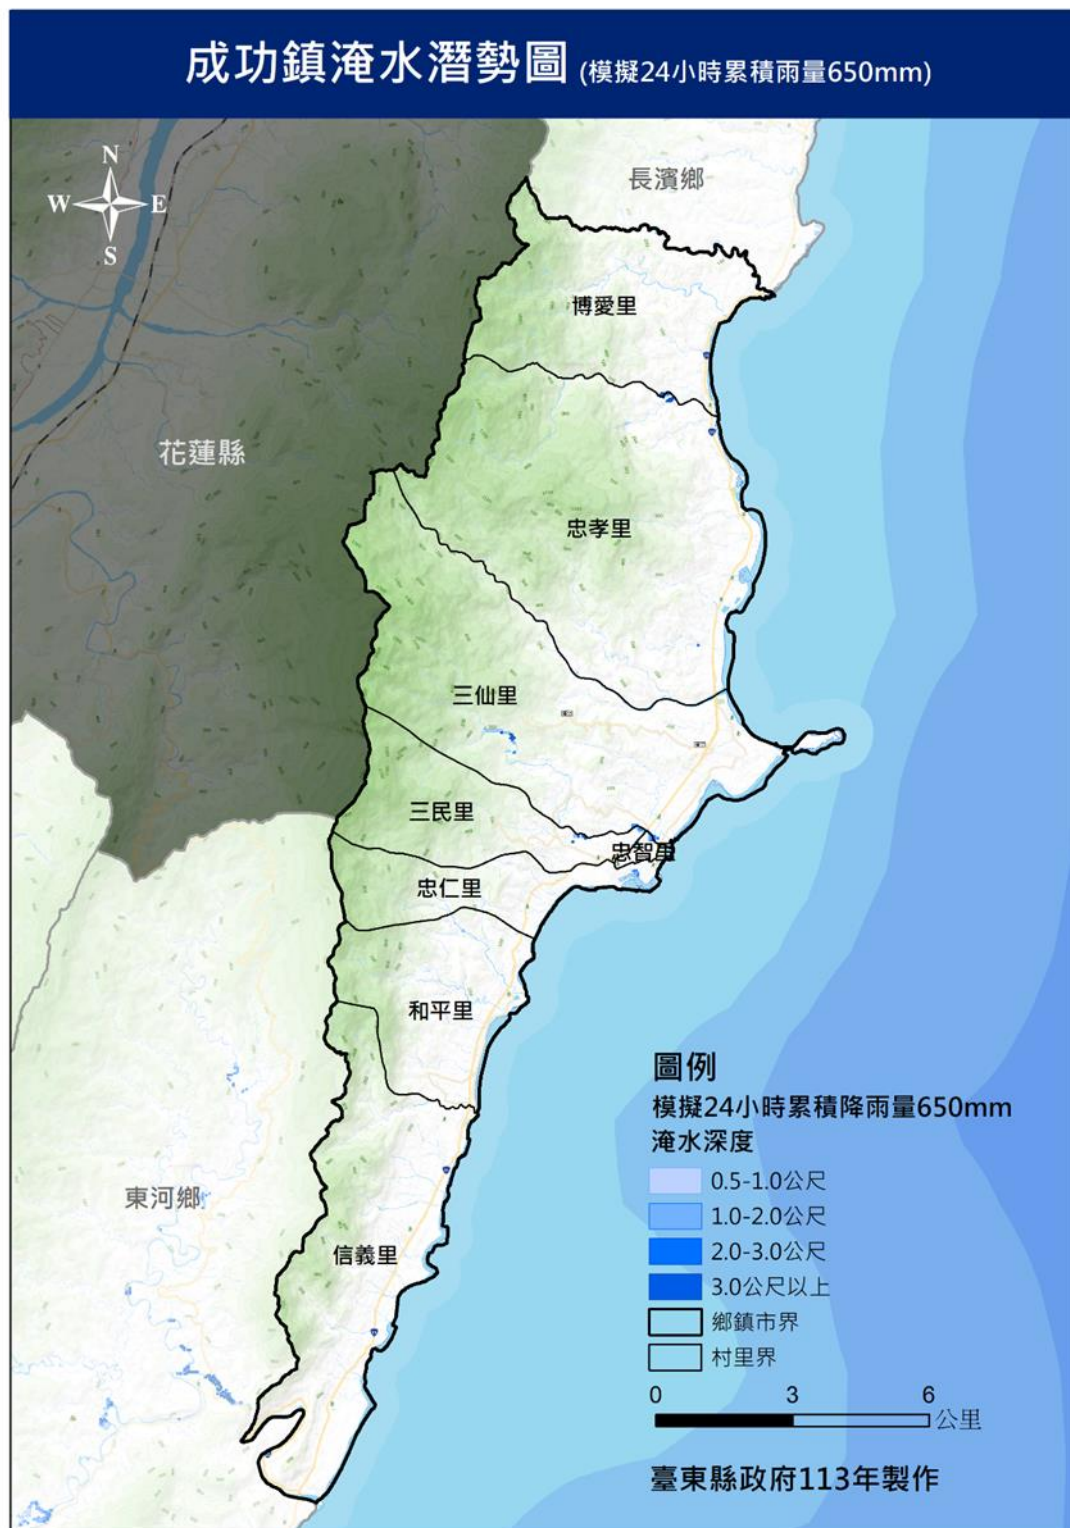 成功鎮淹水潛勢圖 (模擬24小時累積雨量650mm)
N
W E
S
長濱鄉
博愛里
花蓮縣
忠孝里
三仙里
三民里
忠智里
忠仁里
和平里
東河鄉
信義里
圖例
模擬24小時累積降雨量650mm
淹水深度
0.5-1.0公尺
1.0-2.0公尺
2.0-3.0公尺
3.0公尺以上
鄉鎮市界
村里界
0 3 6
公里
臺東縣政府113年製作